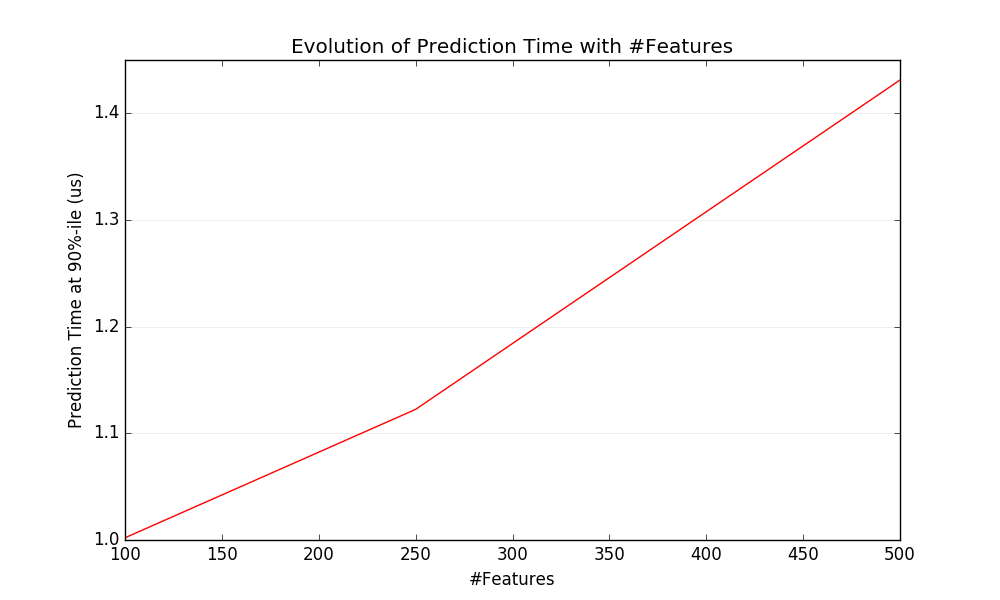 Evolution of Prediction Time with #Features
Prediction Time at 90%-ile (us)
1.4
1.3
1.2
1.1
1.0
100 150 200 250 300 350 400 450 500
#Features